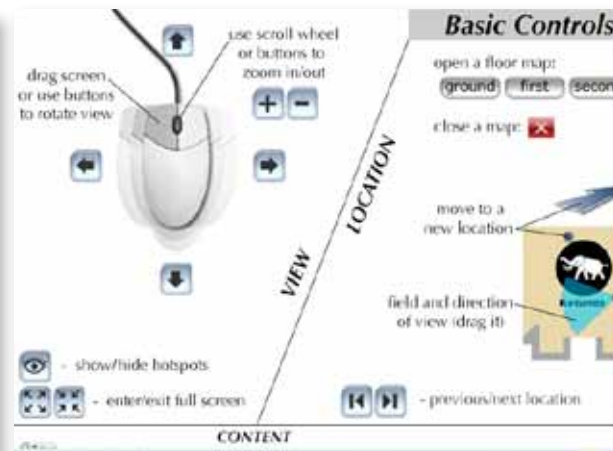 Basic Controls
use scroll wheel
or buttons to
zoom in/out
drag screen
or use buttons
to rotate view
VIEW
LOCATION
open a floor map:
ground first secon
close a map:
move to a
new location
field and direction
of view (drag it)
- show/hide hotspots
- enter/exit full screen
- previous/next location
CONTENT